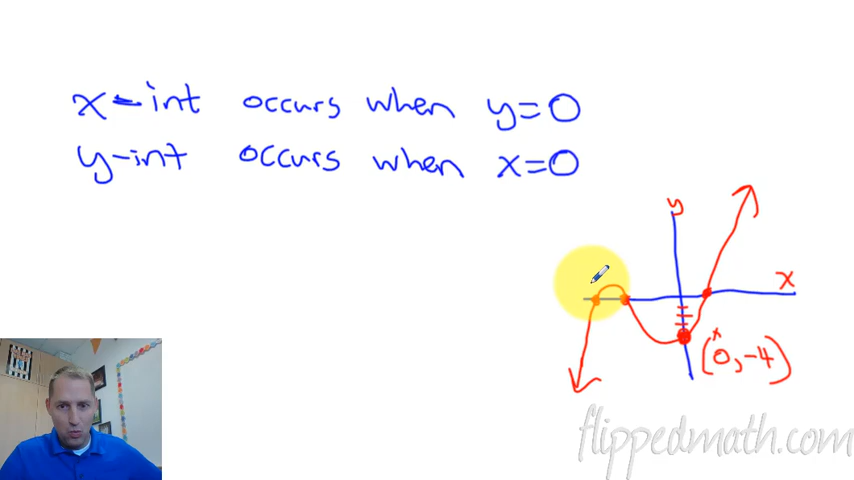 x-int occurs when y=0
y-int occurs when x=0
y
x
x
(0,-4)
flippedmath.com